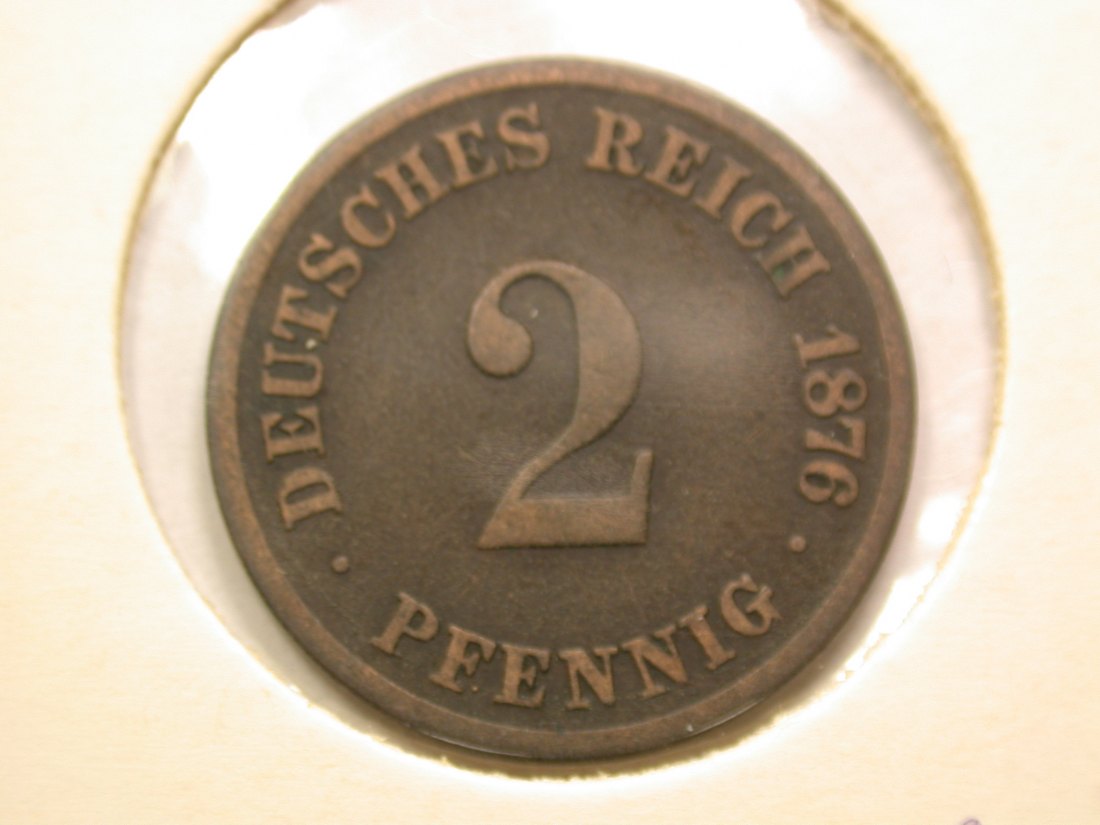 DEUTSCHES REICH 1876
2
· PFENNIG ·